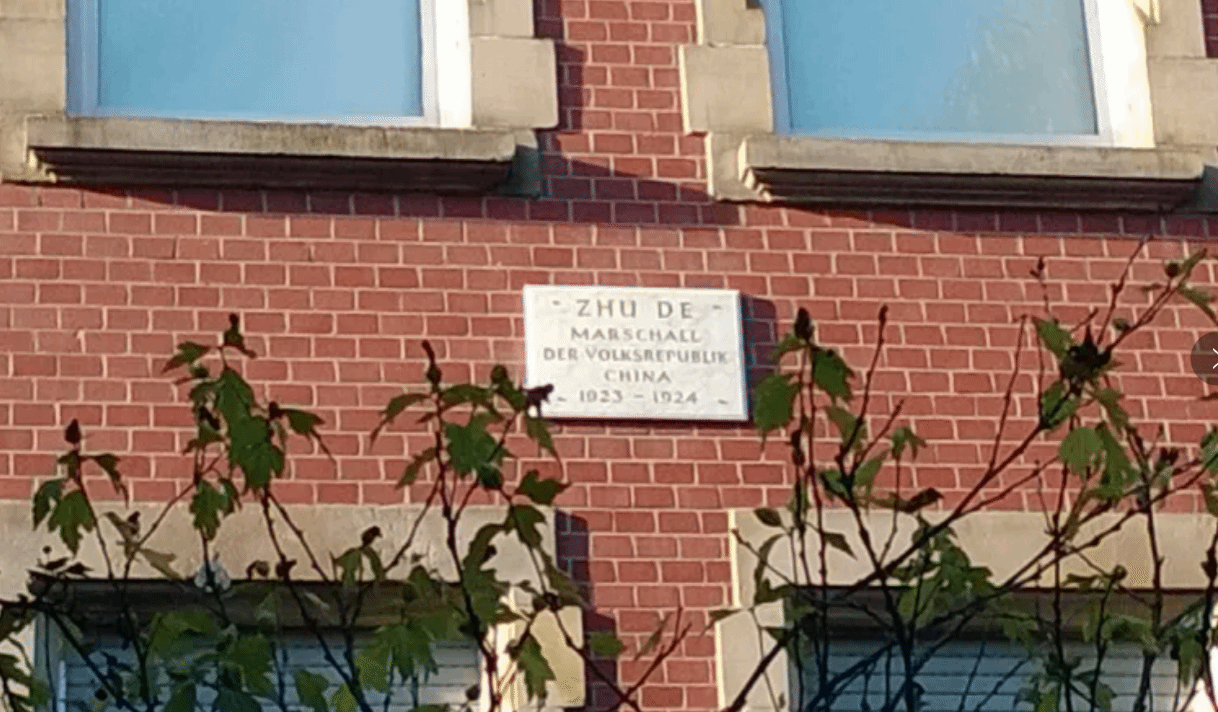 ZHU DE
MARSCHALL
DER VOLKSREPUBLIK
CHINA
1923 - 1924